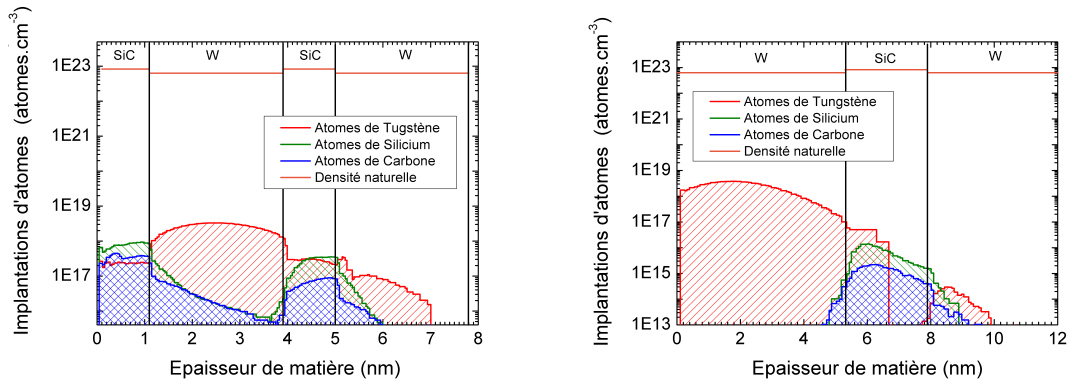 Implantations d'atomes (atomes.cm-3)
SiC W SiC W
1E23
1E21
1E19
1E17
Atomes de Tugstène
Atomes de Silicium
Atomes de Carbone
Densité naturelle
0 1 2 3 4 5 6 7 8
Epaisseur de matière (nm)
Implantations d'atomes (atomes.cm-3)
W SiC W
1E23
1E21
1E19
1E17
1E15
1E13
Atomes de Tungstène
Atomes de Silicium
Atomes de Carbone
Densité naturelle
0 2 4 6 8 10 12
Epaisseur de matière (nm)